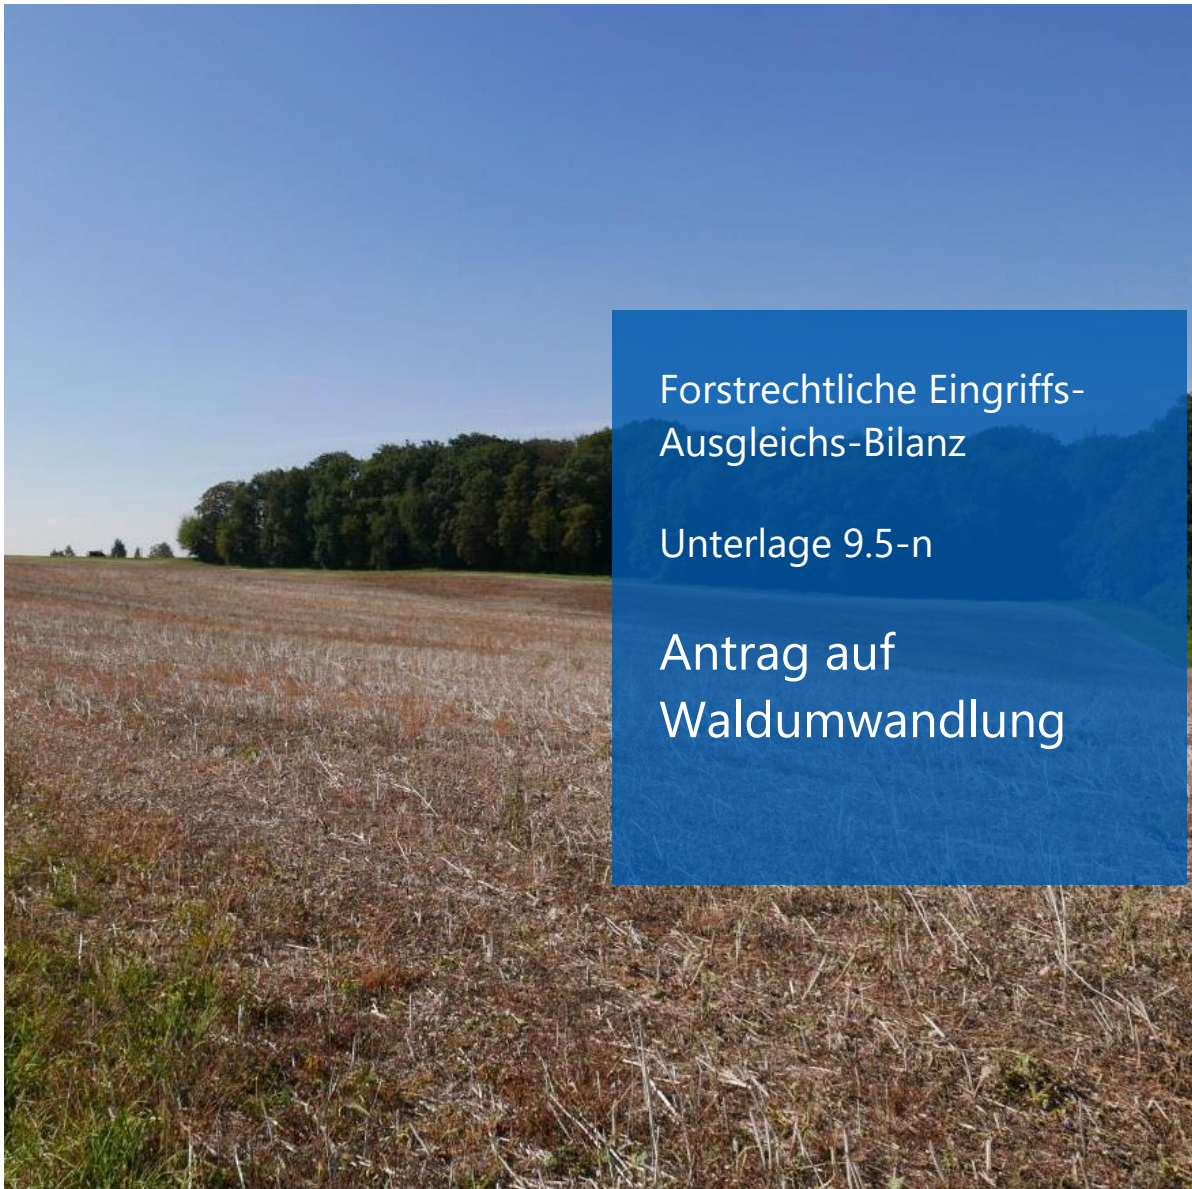 Forstrechtliche Eingriffs-
Ausgleichs-Bilanz
Unterlage 9.5-n
Antrag auf
Waldumwandlung